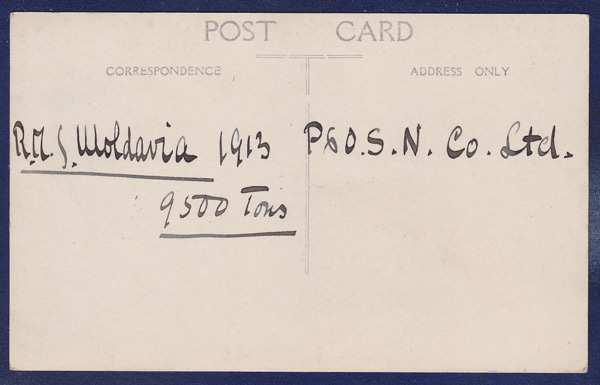 POST CARD
CORRESPONDENCE
ADDRESS ONLY
R.M.S. Moldavia 1913 P&O.S.N. Co. Ltd.
9500 Tons